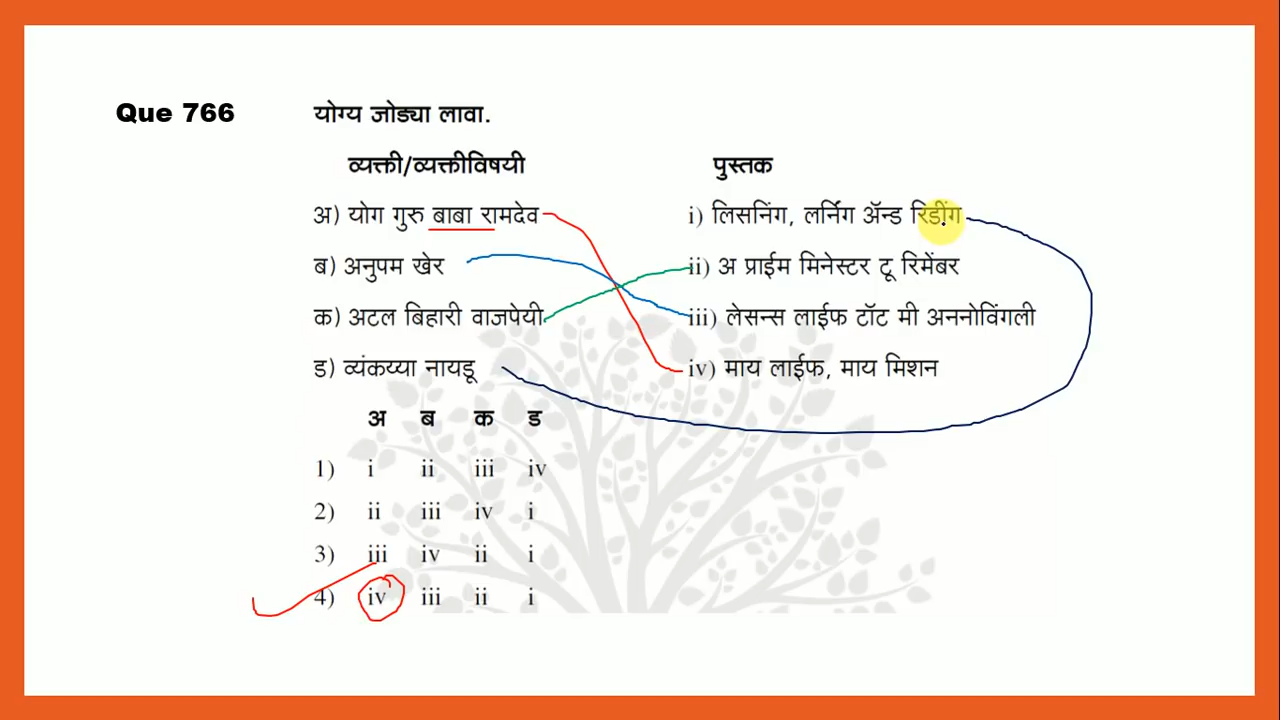 Que 766 योग्य जोड्या लावा.
व्यक्ती/व्यक्तीविषयी पुस्तक
अ) योग गुरु बाबा रामदेव i) लिसनिंग, लर्निंग ॲन्ड रिडींग
ब) अनुपम खेर ii) अ प्राईम मिनेस्टर टू रिमेंबर
क) अटल बिहारी वाजपेयी iii) लेसन्स लाईफ टॉट मी अननोविंगली
ड) व्यंकय्या नायडू iv) माय लाईफ, माय मिशन
अ ब क ड
1) i ii iii iv
2) ii iii iv i
3) iii iv ii i
4) iv iii ii i